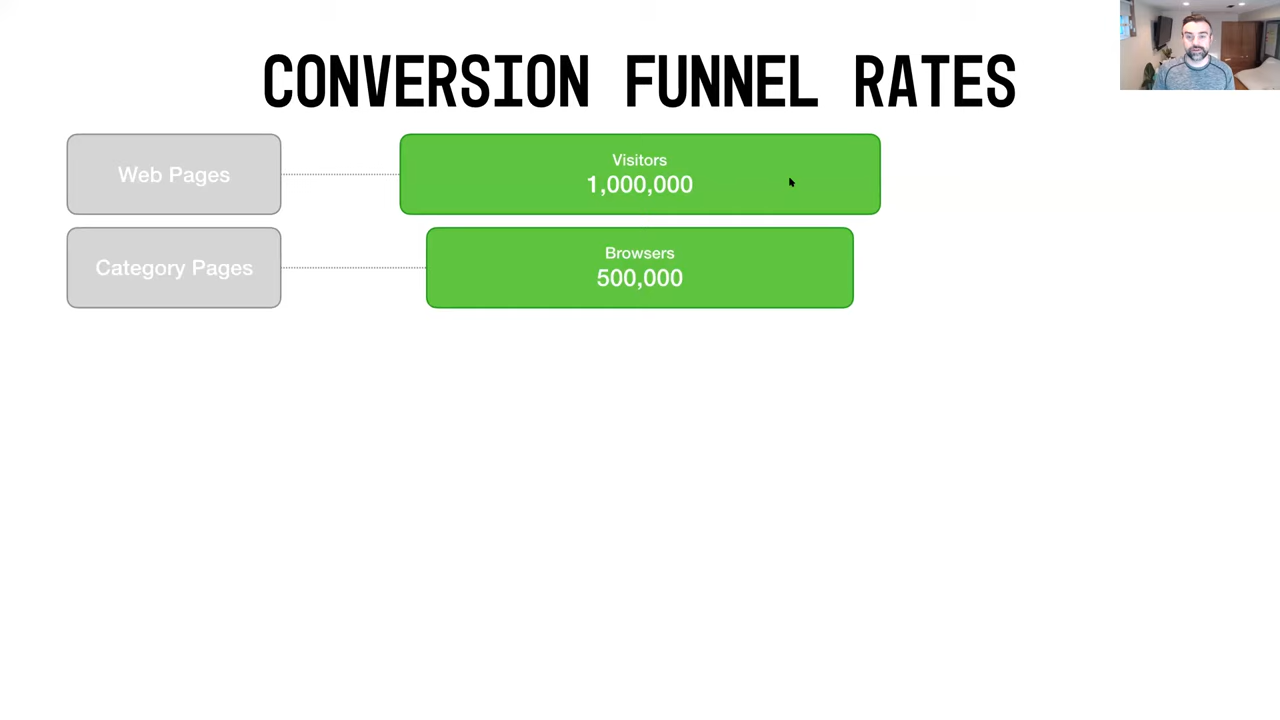 CONVERSION FUNNEL RATES
Web Pages
Visitors
1,000,000
Category Pages
Browsers
500,000